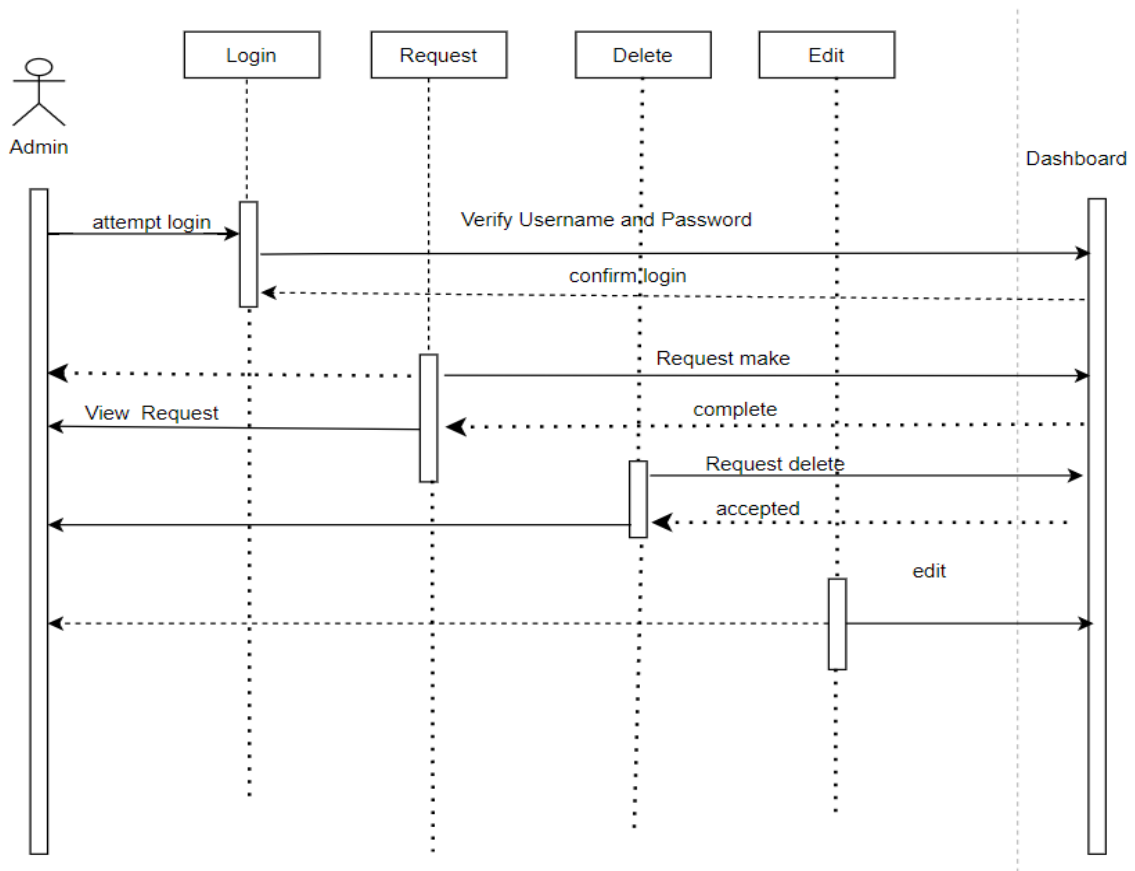 Login
Request
Delete
Edit
Admin
Dashboard
attempt login
Verify Username and Password
confirm login
Request make
View  Request
complete
Request delete
accepted
edit